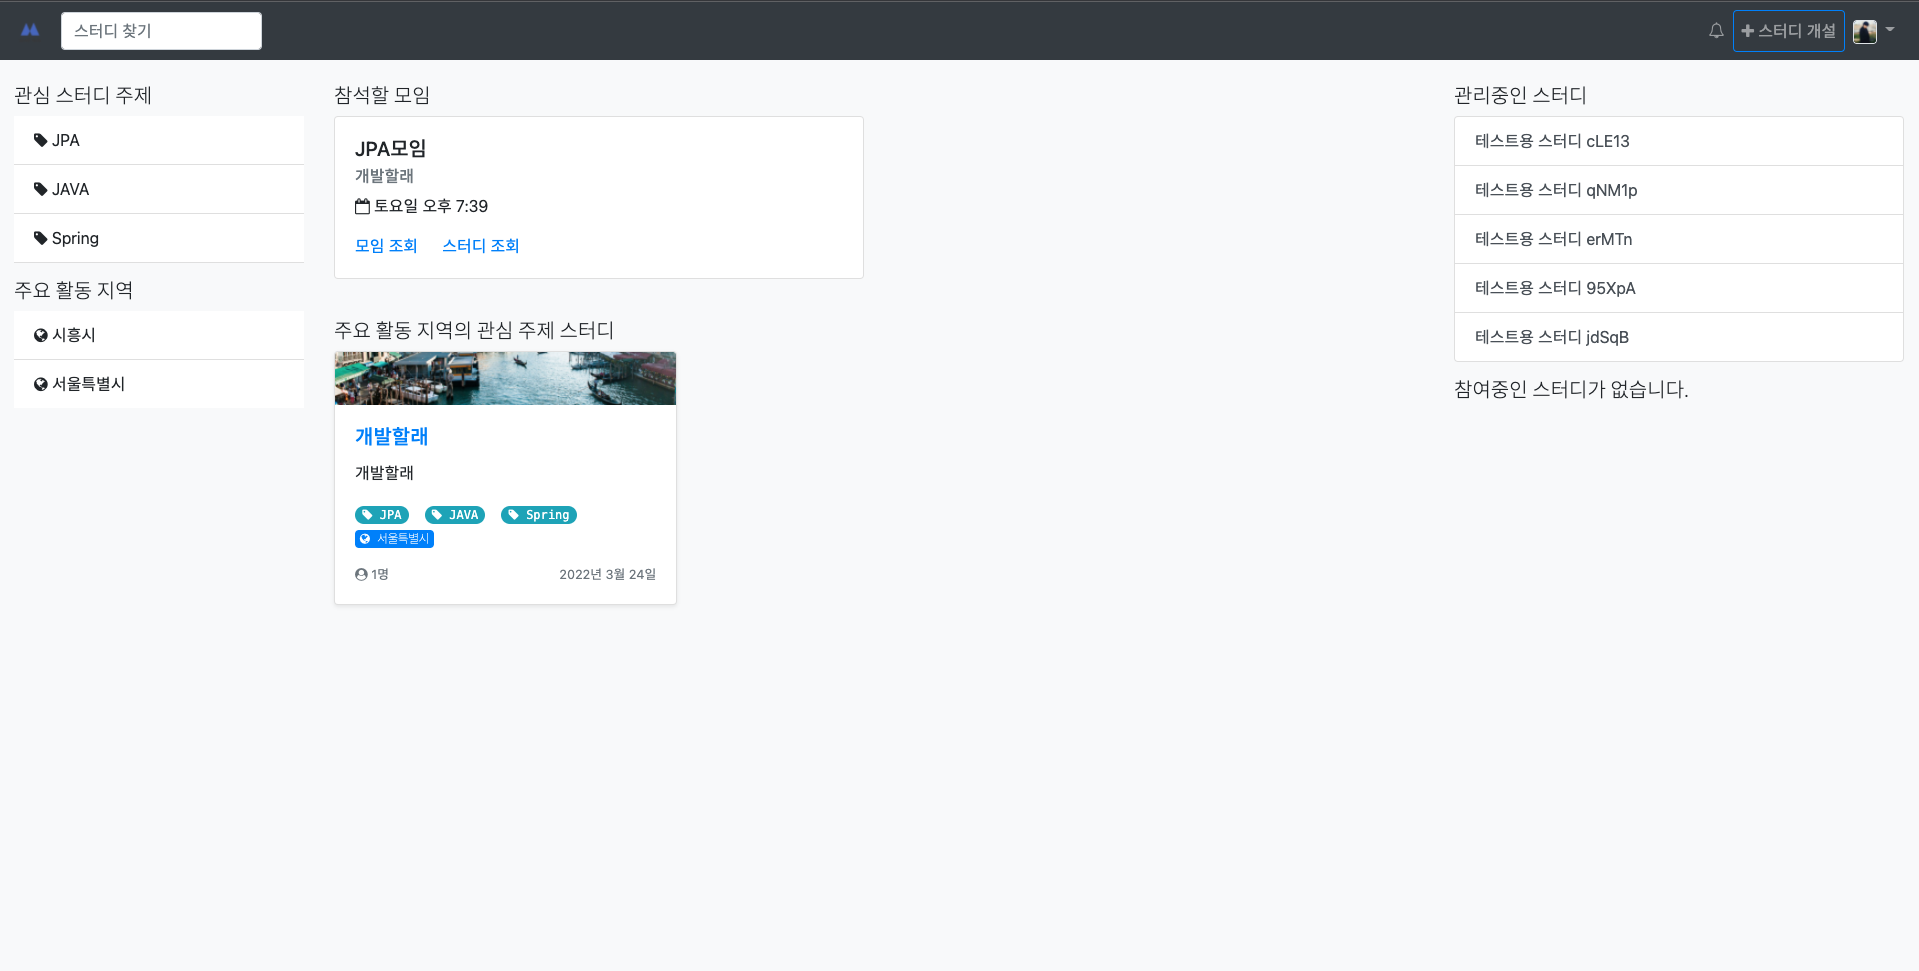 스터디 찾기
스터디 개설
관심 스터디 주제
JPA
JAVA
Spring
주요 활동 지역
시흥시
서울특별시
참석할 모임
JPA모임
개발할래
토요일 오후 7:39
모임 조회 스터디 조회
주요 활동 지역의 관심 주제 스터디
개발할래
개발할래
JPA JAVA Spring
서울특별시
1명 2022년 3월 24일
관리중인 스터디
테스트용 스터디 cLE13
테스트용 스터디 qNM1p
테스트용 스터디 erMTn
테스트용 스터디 95XpA
테스트용 스터디 jdSqB
참여중인 스터디가 없습니다.